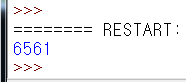 >>>
======== RESTART:
6561
>>>